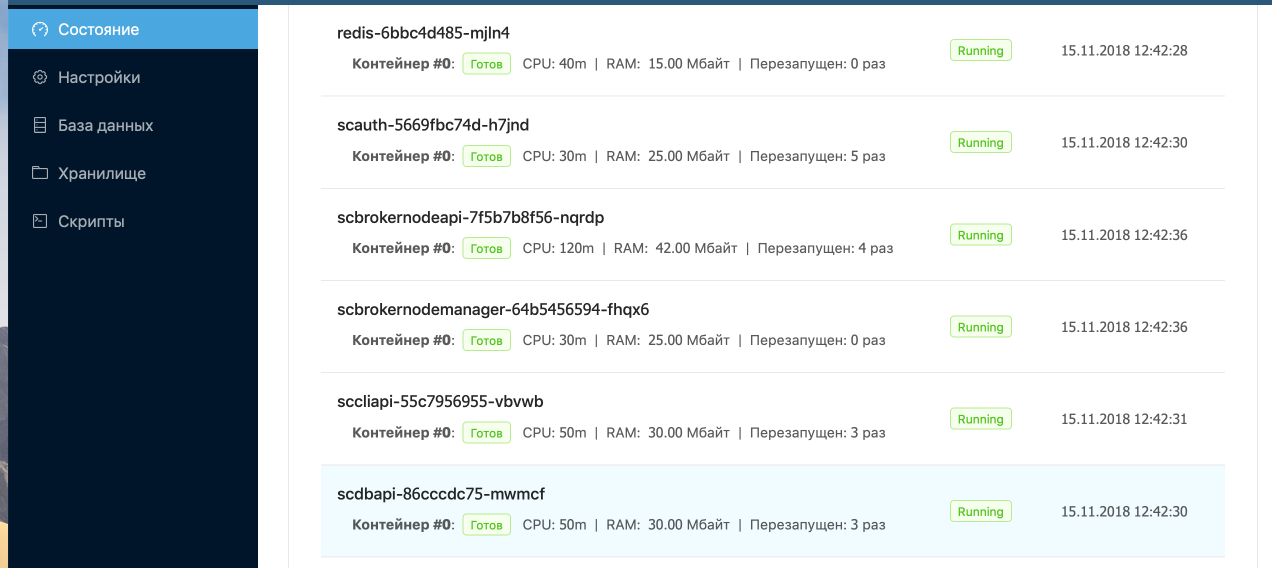 Состояние
Настройки
База данных
Хранилище
Скрипты
redis-6bbc4d485-mjln4
Контейнер #0: Готов CPU: 40m | RAM: 15.00 Мбайт | Перезапущен: 0 раз
Running
15.11.2018 12:42:28
scauth-5669fbc74d-h7jnd
Контейнер #0: Готов CPU: 30m | RAM: 25.00 Мбайт | Перезапущен: 5 раз
Running
15.11.2018 12:42:30
scbrokernodeapi-7f5b7b8f56-nqrdp
Контейнер #0: Готов CPU: 120m | RAM: 42.00 Мбайт | Перезапущен: 4 раз
Running
15.11.2018 12:42:36
scbrokernodemanager-64b5456594-fhqx6
Контейнер #0: Готов CPU: 30m | RAM: 25.00 Мбайт | Перезапущен: 0 раз
Running
15.11.2018 12:42:36
sccliapi-55c7956955-vbvwb
Контейнер #0: Готов CPU: 50m | RAM: 30.00 Мбайт | Перезапущен: 3 раз
Running
15.11.2018 12:42:31
scdbapi-86cccdc75-mwmcf
Контейнер #0: Готов CPU: 50m | RAM: 30.00 Мбайт | Перезапущен: 3 раз
Running
15.11.2018 12:42:30